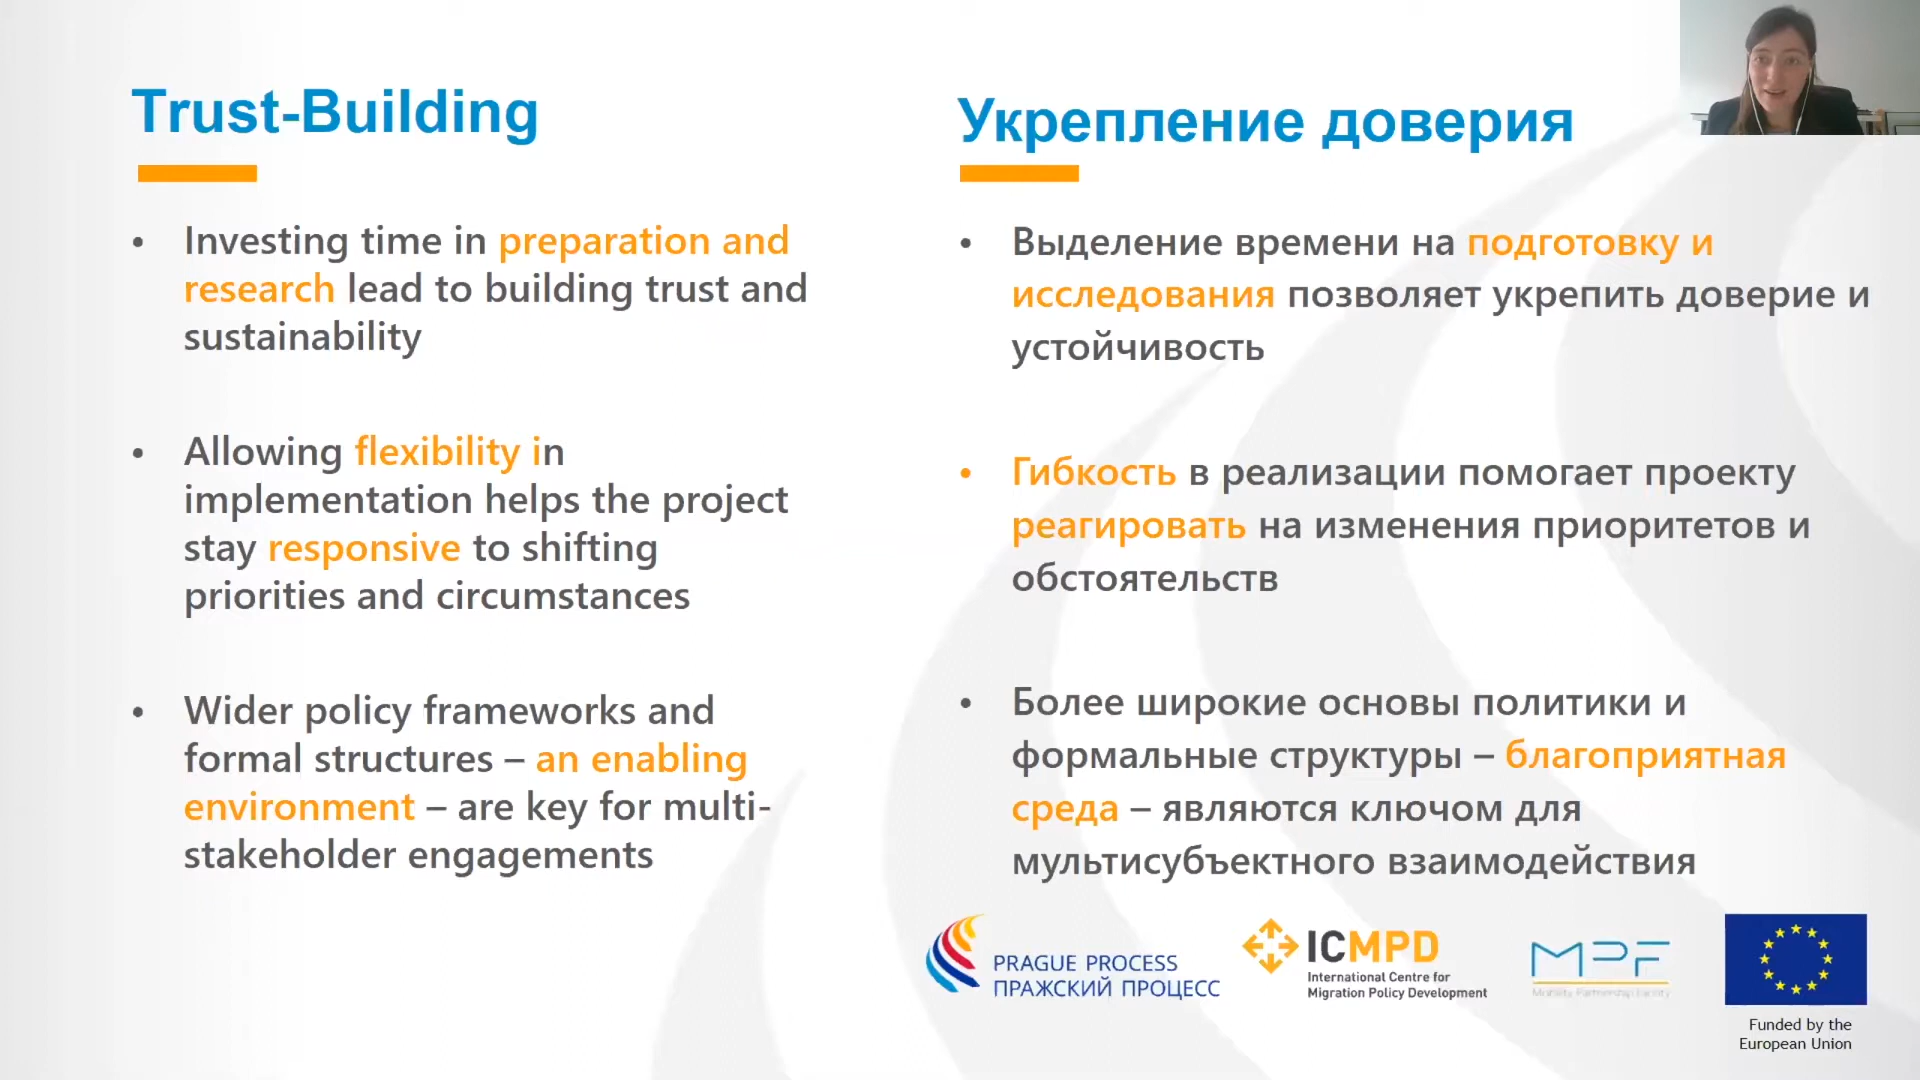 Trust-Building
• Investing time in preparation and
research lead to building trust and
sustainability
• Allowing flexibility in
implementation helps the project
stay responsive to shifting
priorities and circumstances
• Wider policy frameworks and
formal structures – an enabling
environment – are key for multi-
stakeholder engagements
Укрепление доверия
• Выделение времени на подготовку и
исследования позволяет укрепить доверие и
устойчивость
• Гибкость в реализации помогает проекту
реагировать на изменения приоритетов и
обстоятельств
• Более широкие основы политики и
формальные структуры – благоприятная
среда – являются ключом для
мультисубъектного взаимодействия
PRAGUE PROCESS
ПРАЖСКИЙ ПРОЦЕСС
ICMPD
International Centre for
Migration Policy Development
MPF
Mobility Partnership Facility
Funded by the
European Union